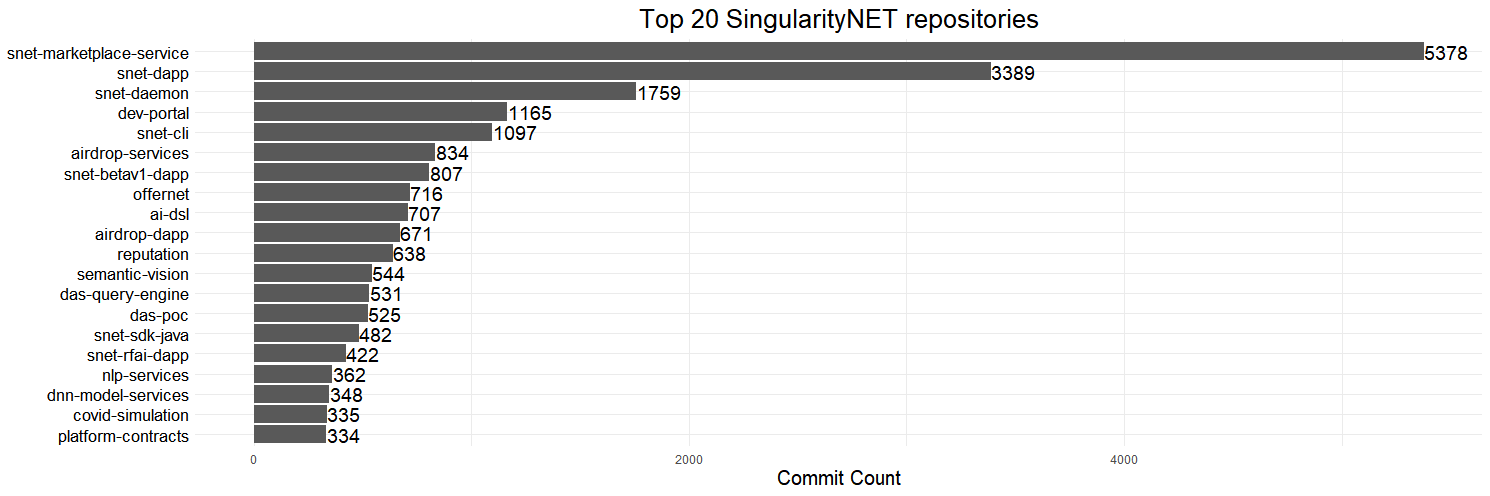 Top 20 SingularityNET repositories
snet-marketplace-service 5378
snet-dapp 3389
snet-daemon 1759
dev-portal 1165
snet-cli 1097
airdrop-services 834
snet-betav1-dapp 807
offernet 716
ai-dsl 707
airdrop-dapp 671
reputation 638
semantic-vision 544
das-query-engine 531
das-poc 525
snet-sdk-java 482
snet-rfai-dapp 422
nlp-services 362
dnn-model-services 348
covid-simulation 335
platform-contracts 334
0 2000 4000
Commit Count